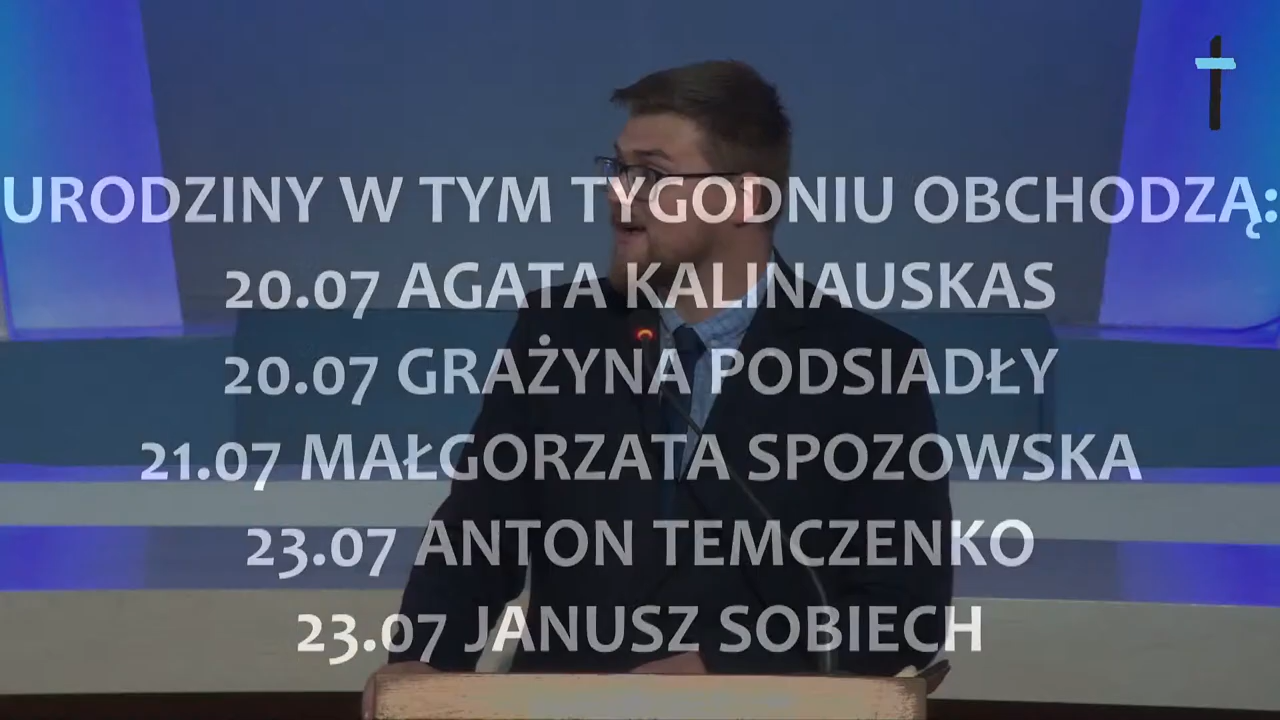 URODZINY W TYM TYGODNIU OBCHODZĄ:
20.07 AGATA KALINAUSKAS
20.07 GRAŻYNA PODSIADŁY
21.07 MAŁGORZATA SPOZOWSKA
23.07 ANTON TEMCZENKO
23.07 JANUSZ SOBIECH